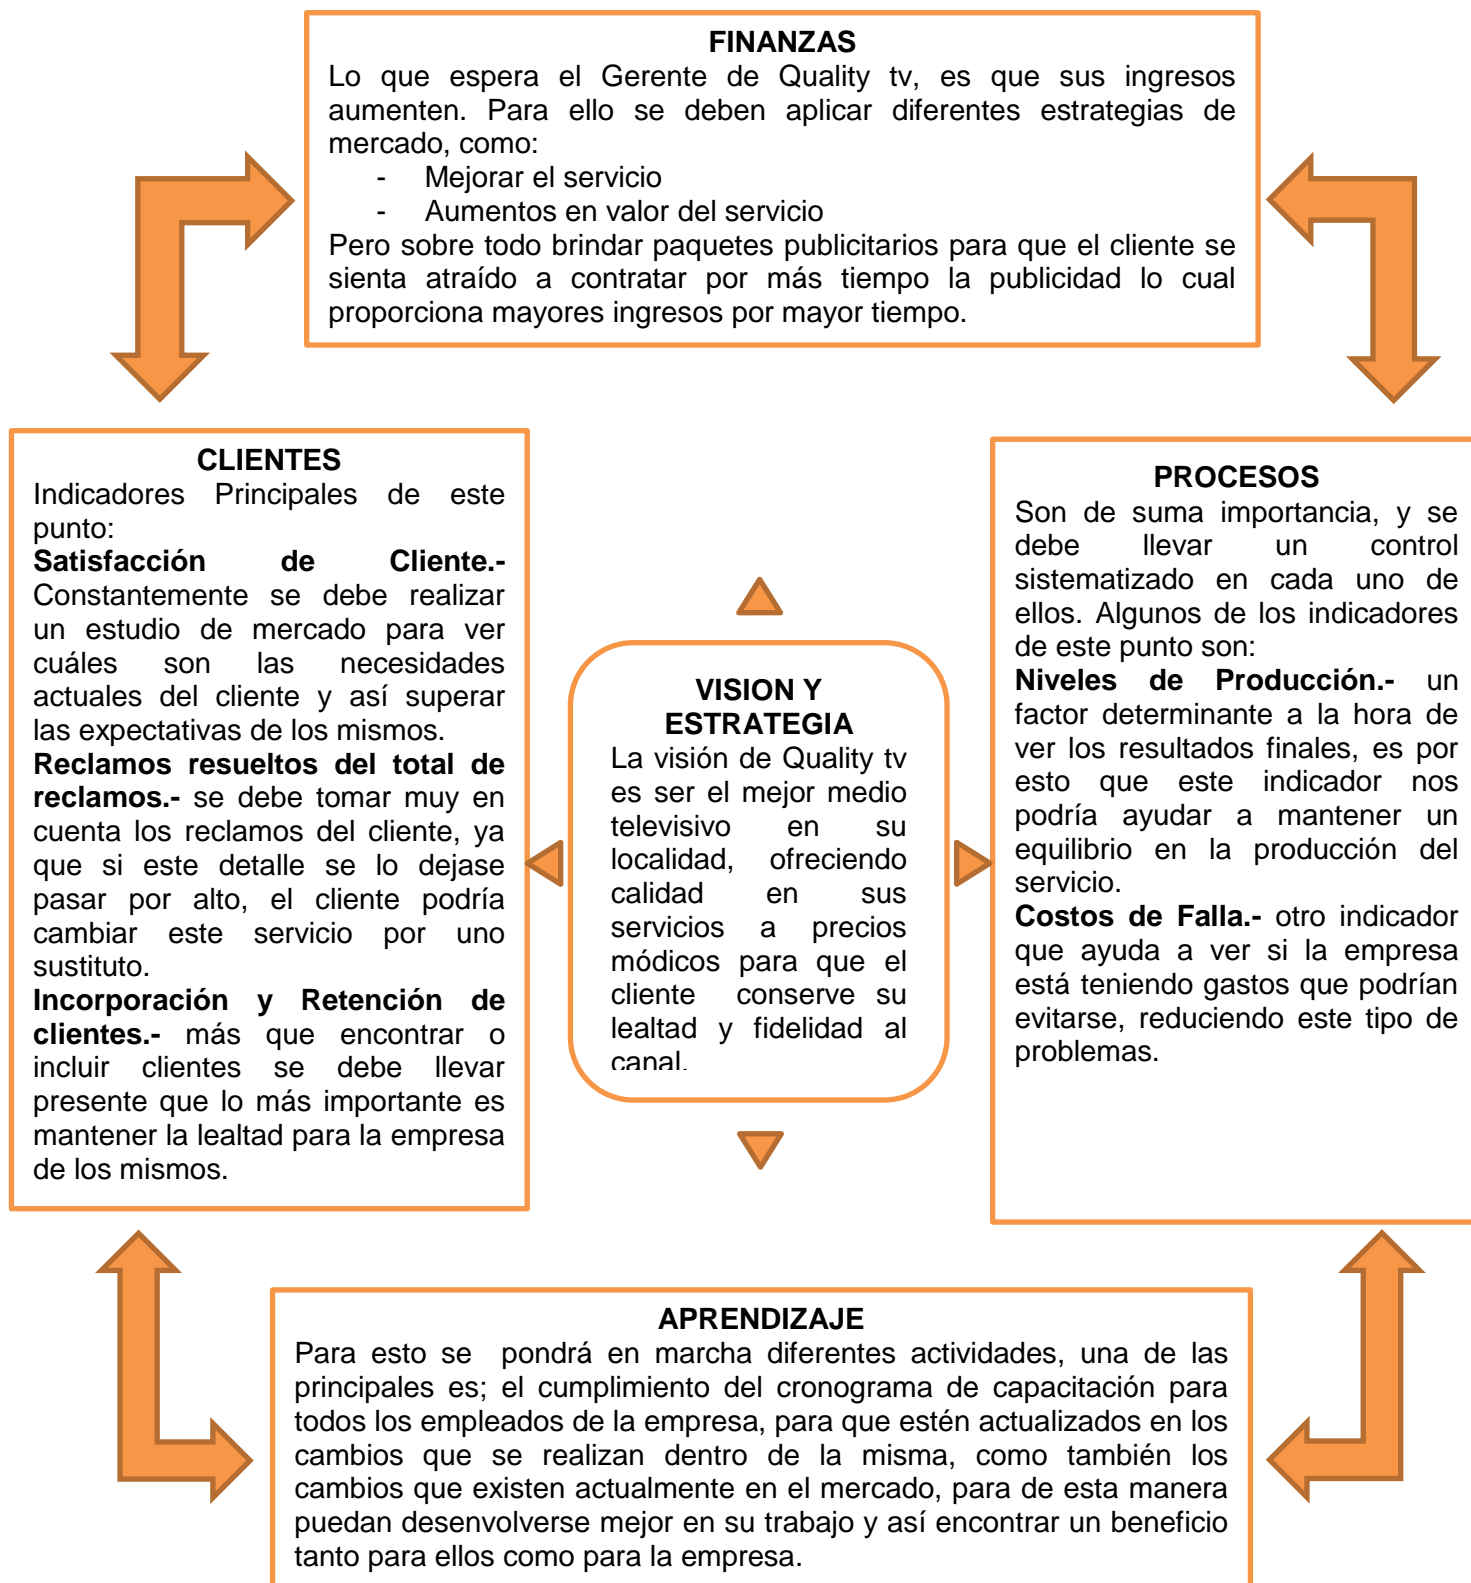 FINANZAS
Lo que espera el Gerente de Quality tv, es que sus ingresos
aumenten. Para ello se deben aplicar diferentes estrategias de
mercado, como:
- Mejorar el servicio
- Aumentos en valor del servicio
Pero sobre todo brindar paquetes publicitarios para que el cliente se
sienta atraído a contratar por más tiempo la publicidad lo cual
proporciona mayores ingresos por mayor tiempo.
CLIENTES
Indicadores Principales de este
punto:
Satisfacción de Cliente.-
Constantemente se debe realizar
un estudio de mercado para ver
cuáles son las necesidades
actuales del cliente y así superar
las expectativas de los mismos.
Reclamos resueltos del total de
reclamos.- se debe tomar muy en
cuenta los reclamos del cliente, ya
que si este detalle se lo dejase
pasar por alto, el cliente podría
cambiar este servicio por uno
sustituto.
Incorporación y Retención de
clientes.- más que encontrar o
incluir clientes se debe llevar
presente que lo más importante es
mantener la lealtad para la empresa
de los mismos.
VISION Y
ESTRATEGIA
La visión de Quality tv
es ser el mejor medio
televisivo en su
localidad, ofreciendo
calidad en sus
servicios a precios
módicos para que el
cliente conserve su
lealtad y fidelidad al
canal.
PROCESOS
Son de suma importancia, y se
debe llevar un control
sistematizado en cada uno de
ellos. Algunos de los indicadores
de este punto son:
Niveles de Producción.- un
factor determinante a la hora de
ver los resultados finales, es por
esto que este indicador nos
podría ayudar a mantener un
equilibrio en la producción del
servicio.
Costos de Falla.- otro indicador
que ayuda a ver si la empresa
está teniendo gastos que podrían
evitarse, reduciendo este tipo de
problemas.
APRENDIZAJE
Para esto se pondrá en marcha diferentes actividades, una de las
principales es; el cumplimiento del cronograma de capacitación para
todos los empleados de la empresa, para que estén actualizados en los
cambios que se realizan dentro de la misma, como también los
cambios que existen actualmente en el mercado, para de esta manera
puedan desenvolverse mejor en su trabajo y así encontrar un beneficio
tanto para ellos como para la empresa.